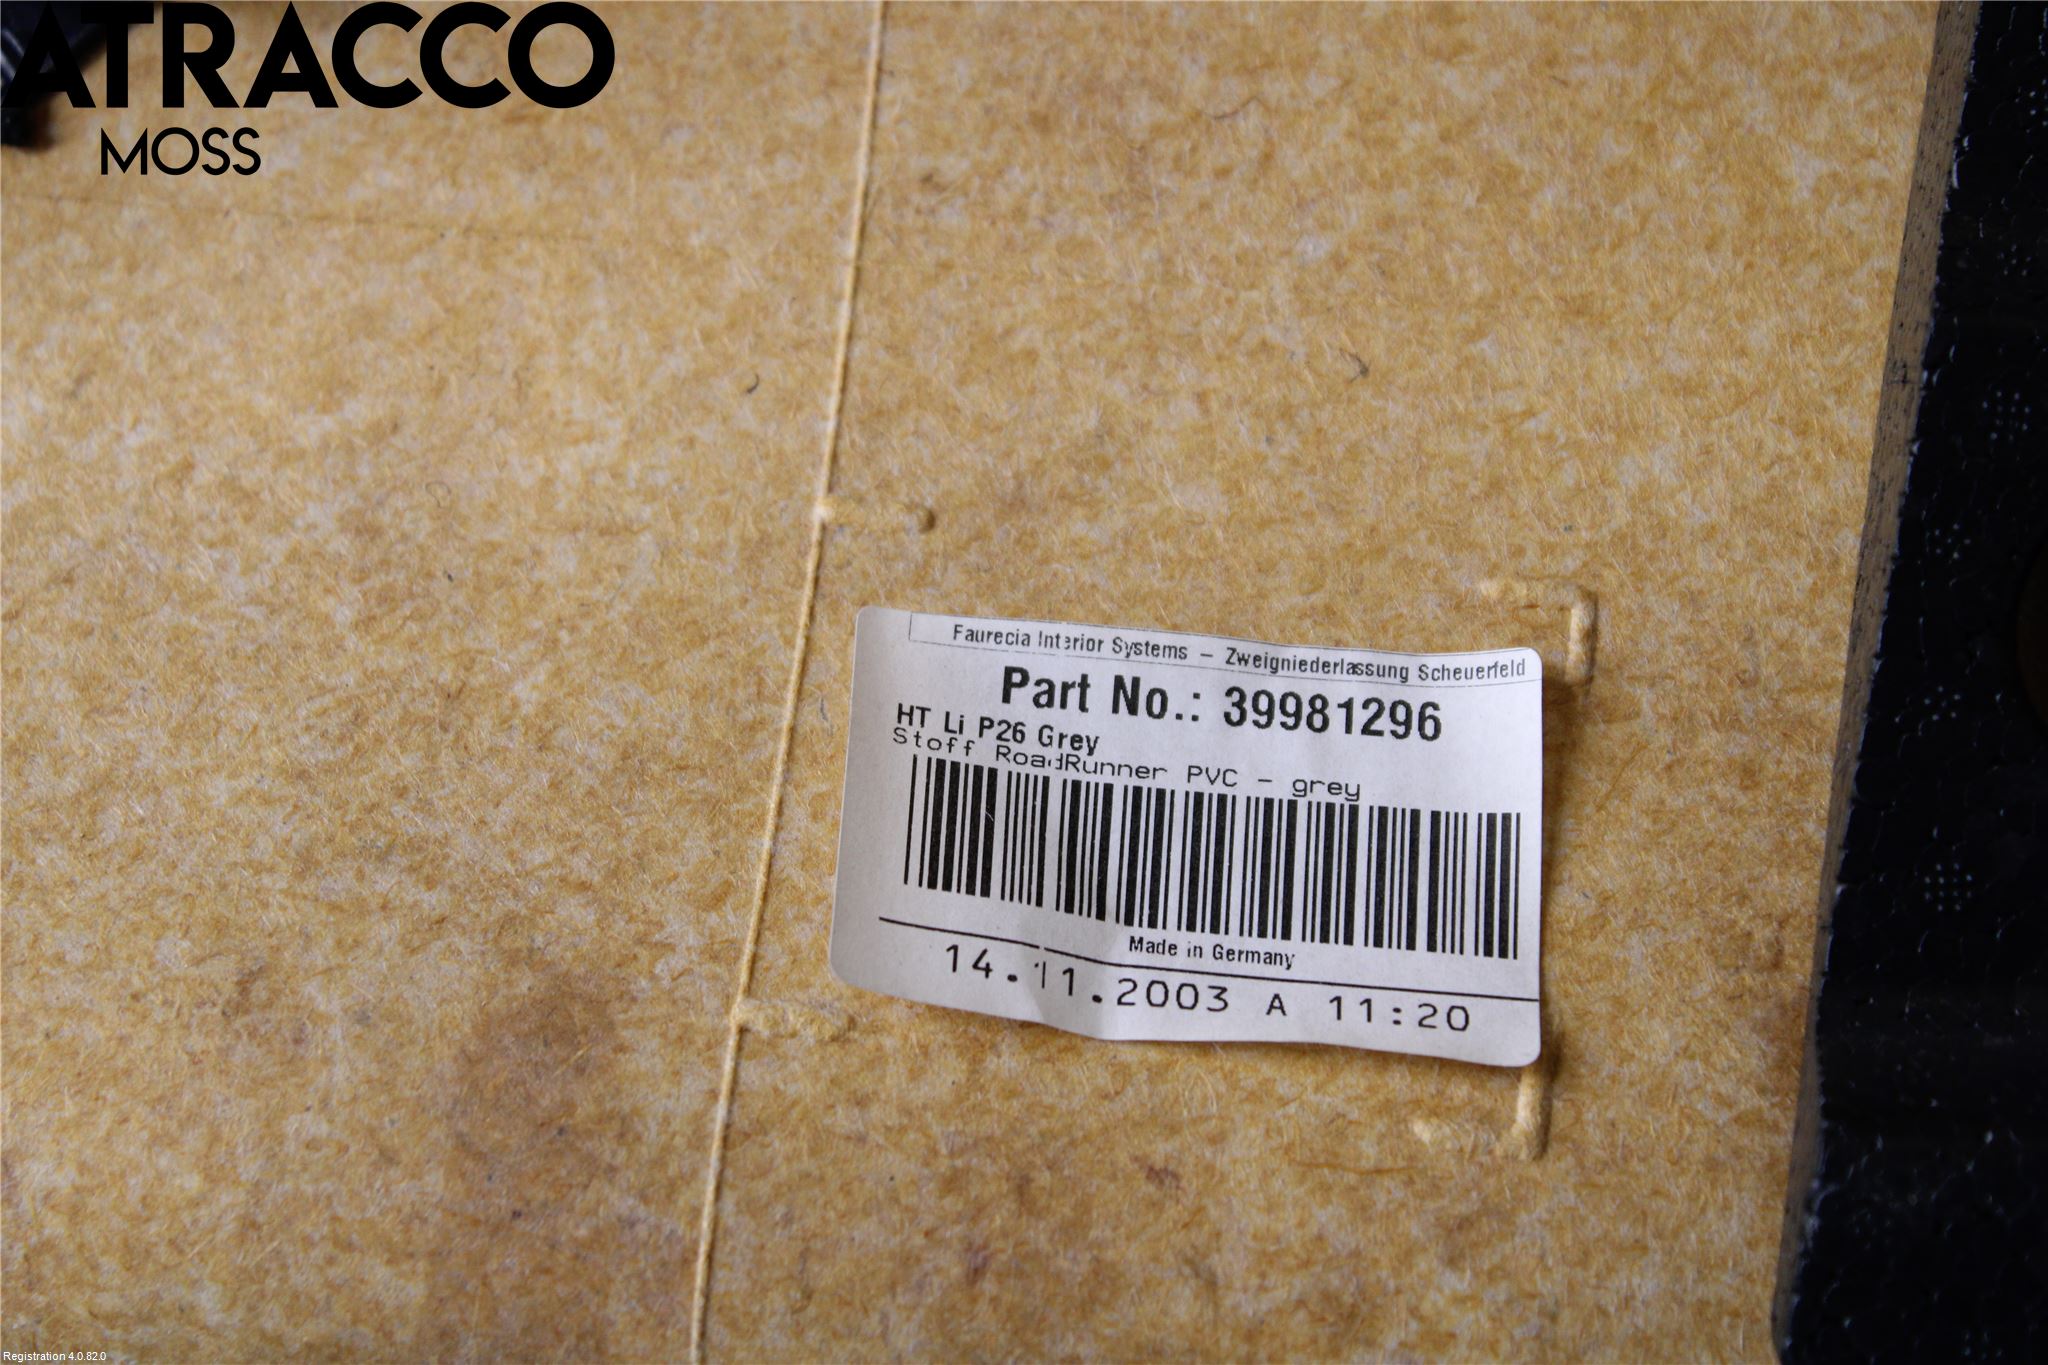 ATRACCO
MOSS
Faurecia Interior Systems – Zweigniederlassung Scheuerfeld
Part No.: 39981296
HT Li P26 Grey
Stoff RoadRunner PVC - grey
Made in Germany
14.11.2003 A 11:20
Registration 4.0.82.0